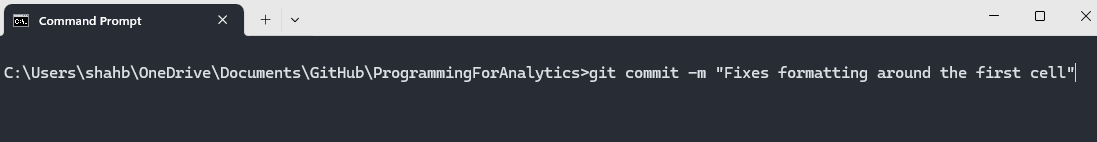 Command Prompt
C:\Users\shahb\OneDrive\Documents\GitHub\ProgrammingForAnalytics>git commit -m "Fixes formatting around the first cell"